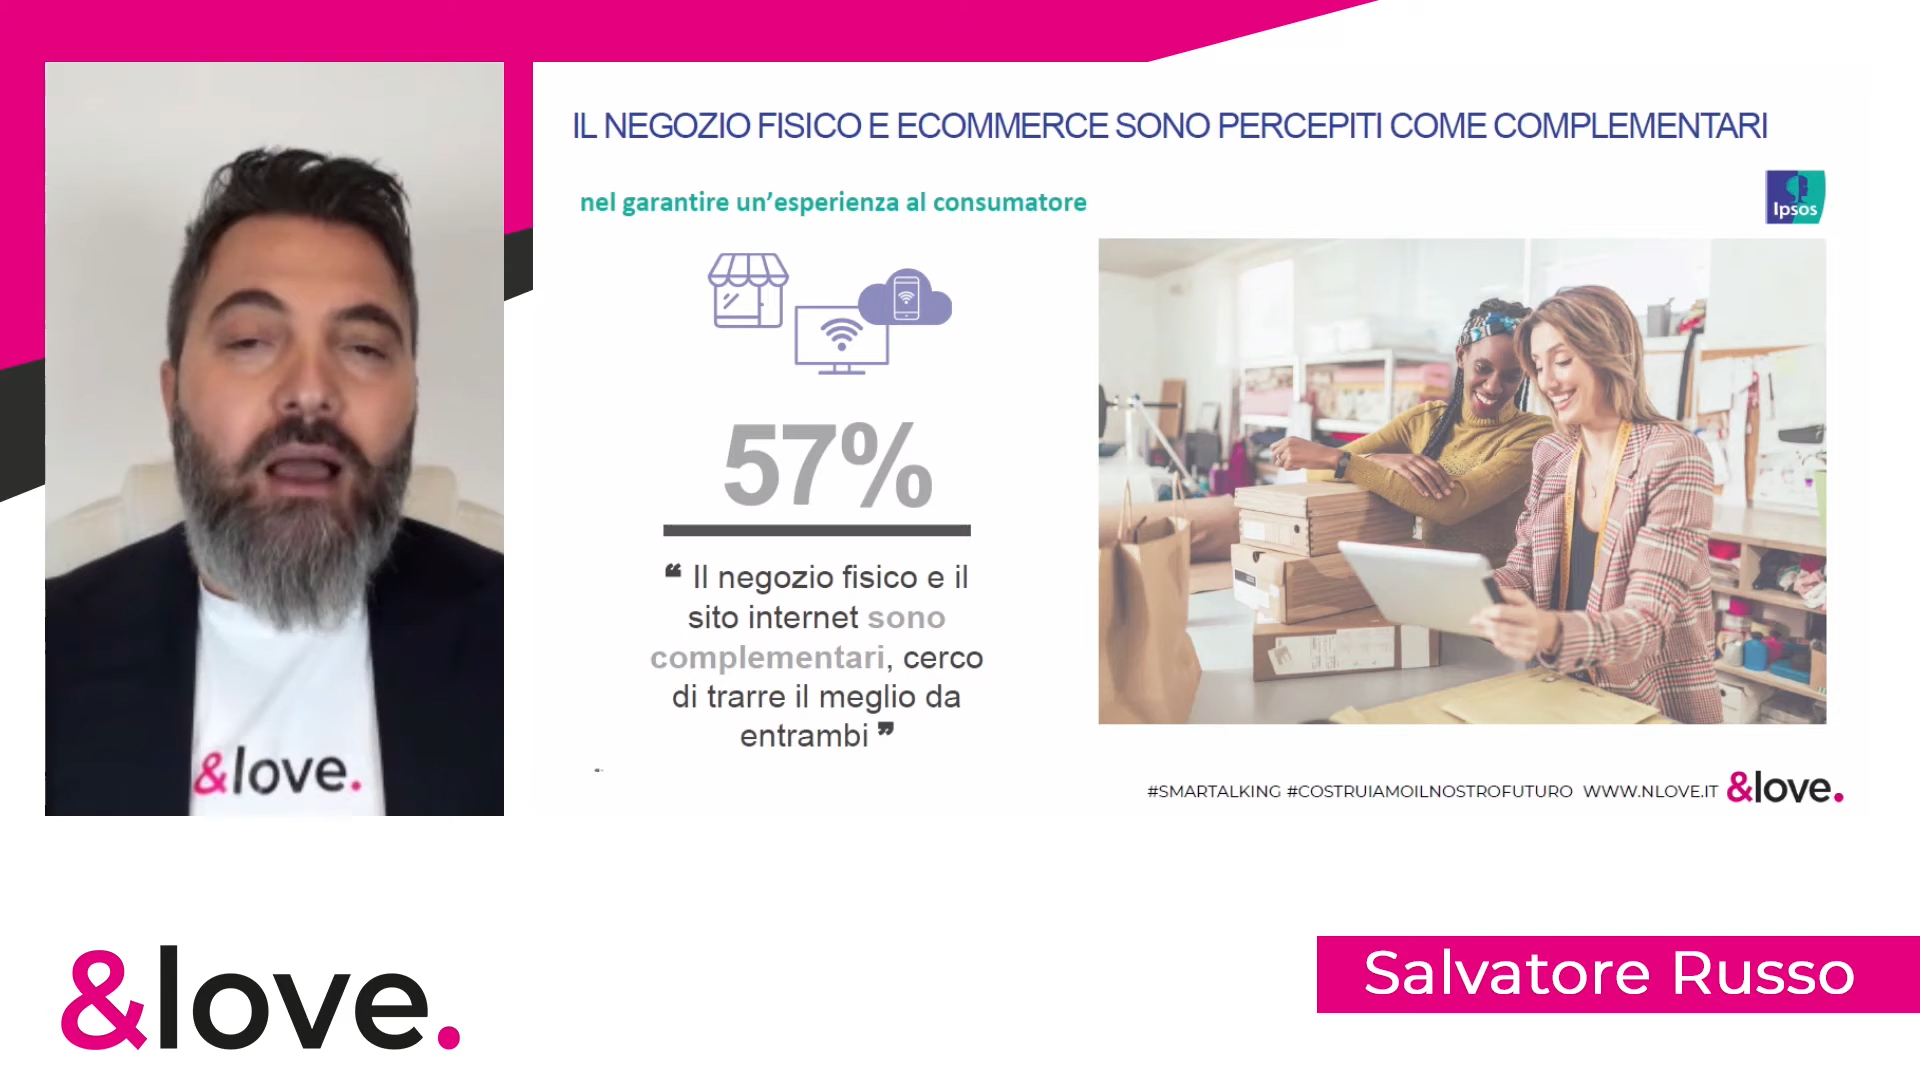 IL NEGOZIO FISICO E ECOMMERCE SONO PERCEPITI COME COMPLEMENTARI
nel garantire un’esperienza al consumatore
Ipsos
57%
❝ Il negozio fisico e il
sito internet sono
complementari, cerco
di trarre il meglio da
entrambi ❞
#SMARTALKING #COSTRUIAMOILNOSTROFUTURO WWW.NLOVE.IT &love.
&love.
&love.
Salvatore Russo